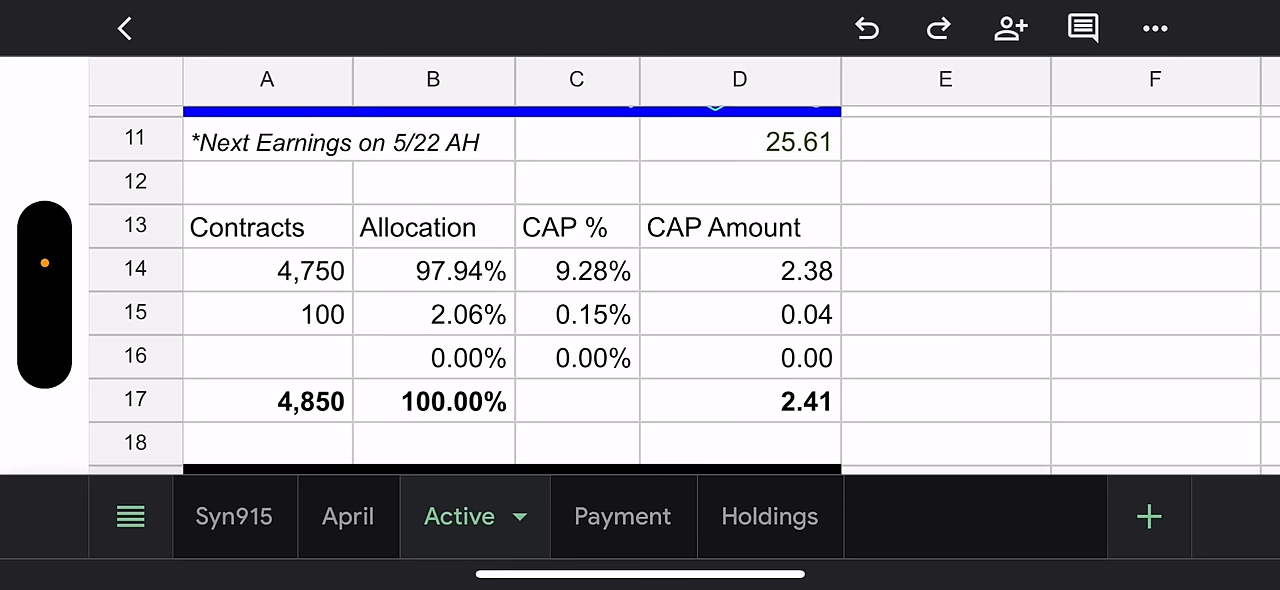 A B C D E F
11 *Next Earnings on 5/22 AH 25.61
12
13 Contracts Allocation CAP % CAP Amount
14 4,750 97.94% 9.28% 2.38
15 100 2.06% 0.15% 0.04
16 0.00% 0.00% 0.00
17 4,850 100.00% 2.41
18
Syn915 April Active Payment Holdings